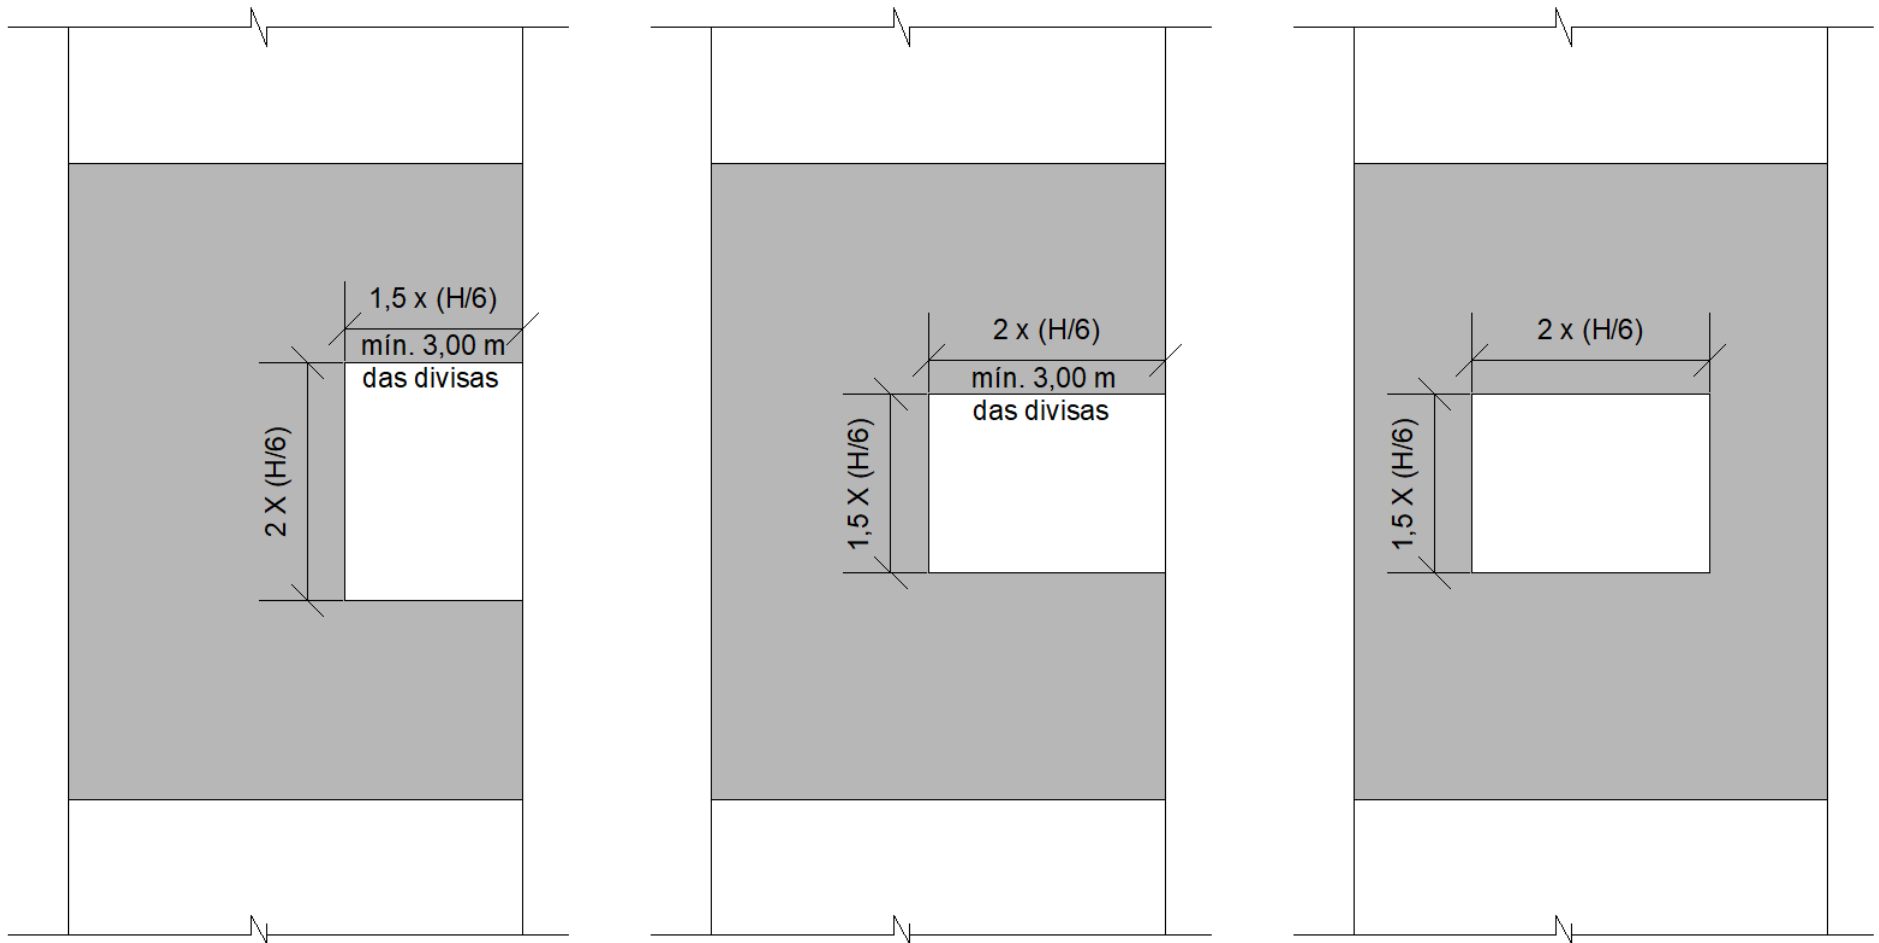 1,5 x (H/6)
mín. 3,00 m
das divisas
2 X (H/6)
2 x (H/6)
mín. 3,00 m
das divisas
1,5 X (H/6)
2 x (H/6)
1,5 X (H/6)